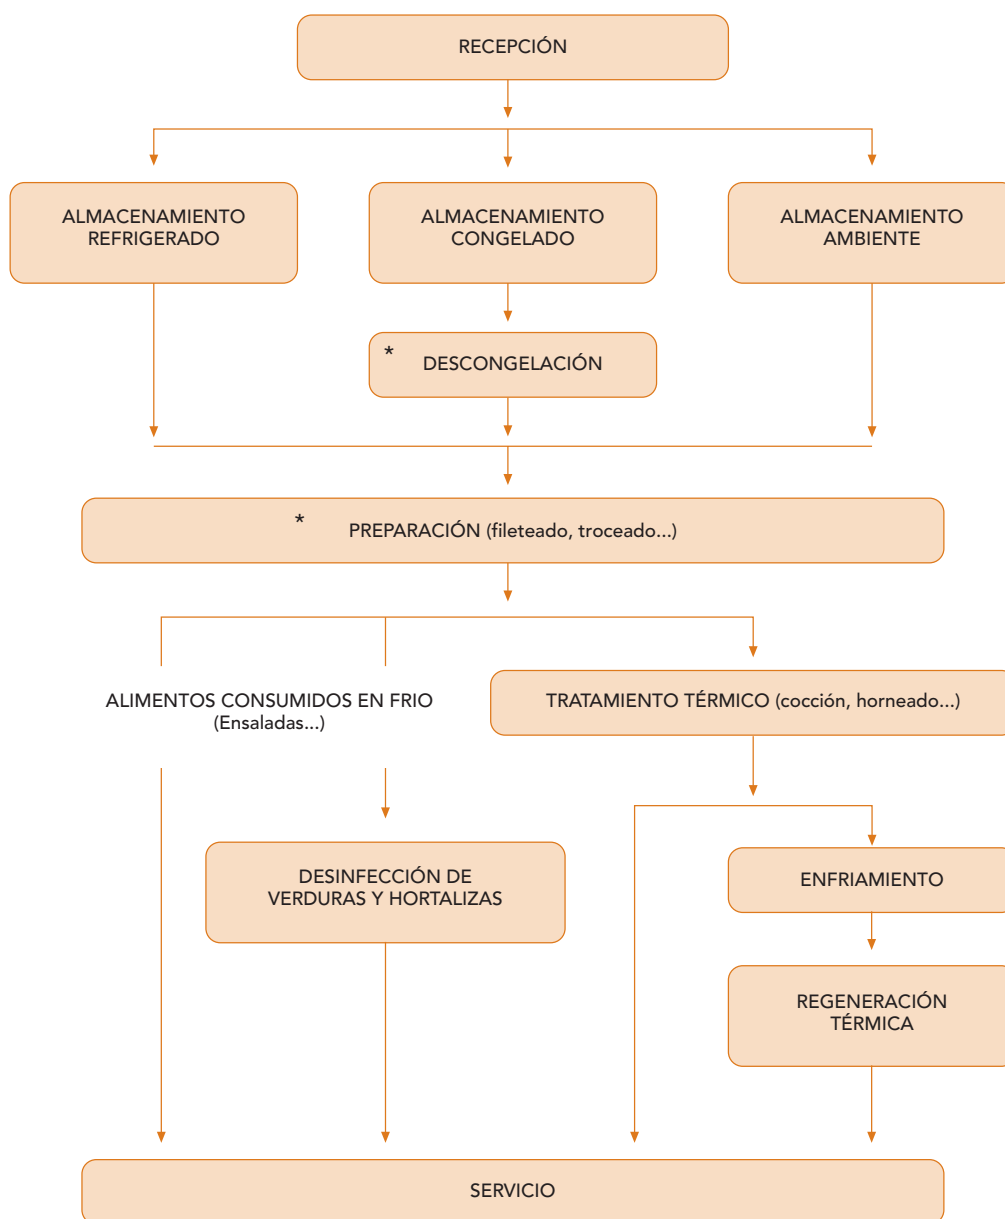 RECEPCIÓN
ALMACENAMIENTO
REFRIGERADO
ALMACENAMIENTO
CONGELADO
ALMACENAMIENTO
AMBIENTE
* DESCONGELACIÓN
* PREPARACIÓN (fileteado, troceado...)
ALIMENTOS CONSUMIDOS EN FRIO
(Ensaladas...)
TRATAMIENTO TÉRMICO (cocción, horneado...)
DESINFECCIÓN DE
VERDURAS Y HORTALIZAS
ENFRIAMIENTO
REGENERACIÓN
TÉRMICA
SERVICIO